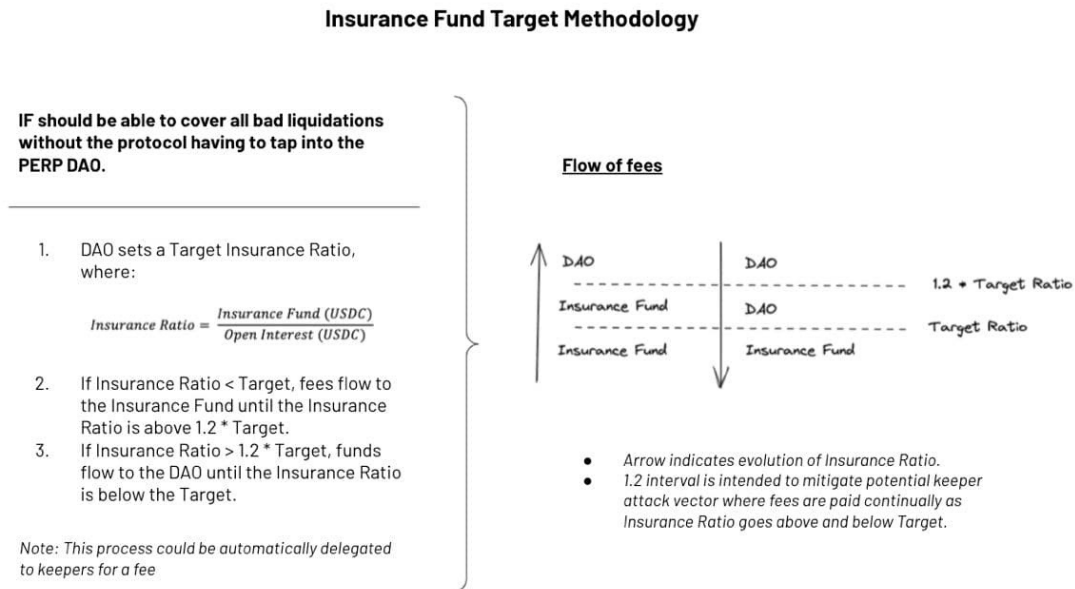 Insurance Fund Target Methodology
IF should be able to cover all bad liquidations
without the protocol having to tap into the
PERP DAO.
1. DAO sets a Target Insurance Ratio,
where:
Insurance Ratio = Insurance Fund (USDC) / Open Interest (USDC)
2. If Insurance Ratio < Target, fees flow to
the Insurance Fund until the Insurance
Ratio is above 1.2 * Target.
3. If Insurance Ratio > 1.2 * Target, funds
flow to the DAO until the Insurance Ratio
is below the Target.
Note: This process could be automatically delegated
to keepers for a fee
Flow of fees
DAO DAO
1.2 * Target Ratio
Insurance Fund DAO
Target Ratio
Insurance Fund Insurance Fund
● Arrow indicates evolution of Insurance Ratio.
● 1.2 interval is intended to mitigate potential keeper
attack vector where fees are paid continually as
Insurance Ratio goes above and below Target.